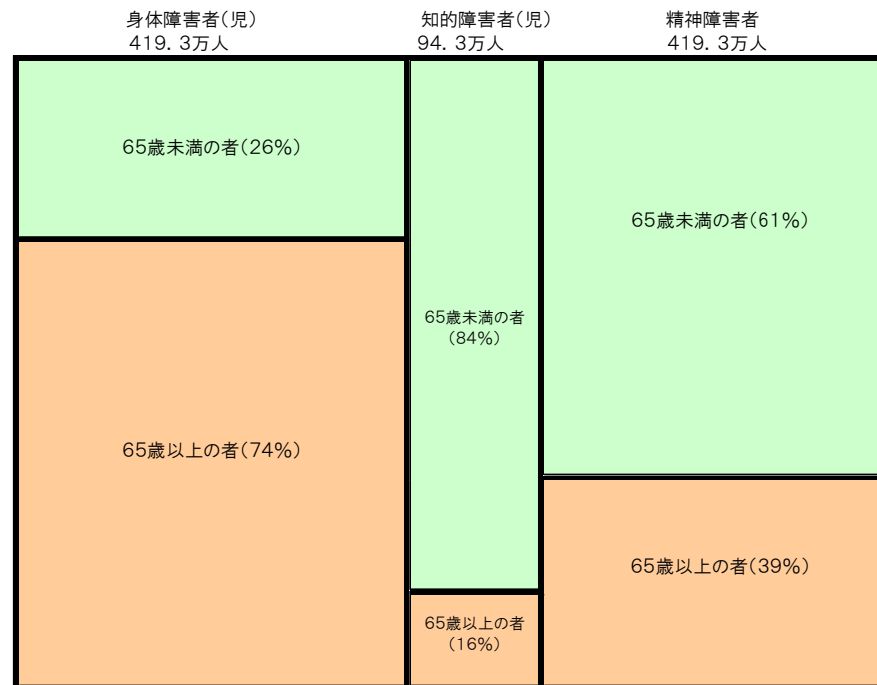 身体障害者(児)
419.3万人
知的障害者(児)
94.3万人
精神障害者
419.3万人
65歳未満の者(26%)
65歳以上の者(74%)
65歳未満の者
(84%)
65歳以上の者
(16%)
65歳未満の者(61%)
65歳以上の者(39%)